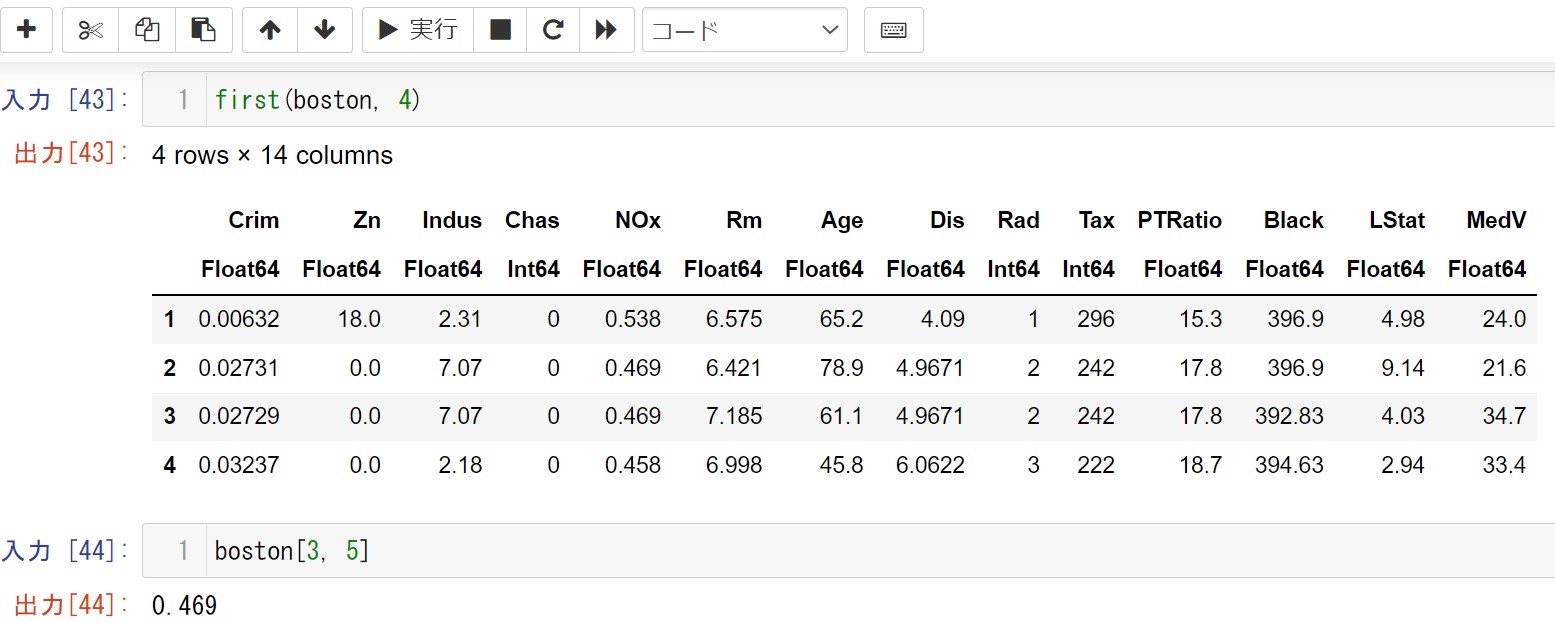 実行 コード
入力 [43]: 1 first(boston, 4)
出力[43]: 4 rows × 14 columns
Crim Zn Indus Chas NOx Rm Age Dis Rad Tax PTRatio Black LStat MedV
Float64 Float64 Float64 Int64 Float64 Float64 Float64 Float64 Int64 Int64 Float64 Float64 Float64 Float64
1 0.00632 18.0 2.31 0 0.538 6.575 65.2 4.09 1 296 15.3 396.9 4.98 24.0
2 0.02731 0.0 7.07 0 0.469 6.421 78.9 4.9671 2 242 17.8 396.9 9.14 21.6
3 0.02729 0.0 7.07 0 0.469 7.185 61.1 4.9671 2 242 17.8 392.83 4.03 34.7
4 0.03237 0.0 2.18 0 0.458 6.998 45.8 6.0622 3 222 18.7 394.63 2.94 33.4
入力 [44]: 1 boston[3, 5]
出力[44]: 0.469